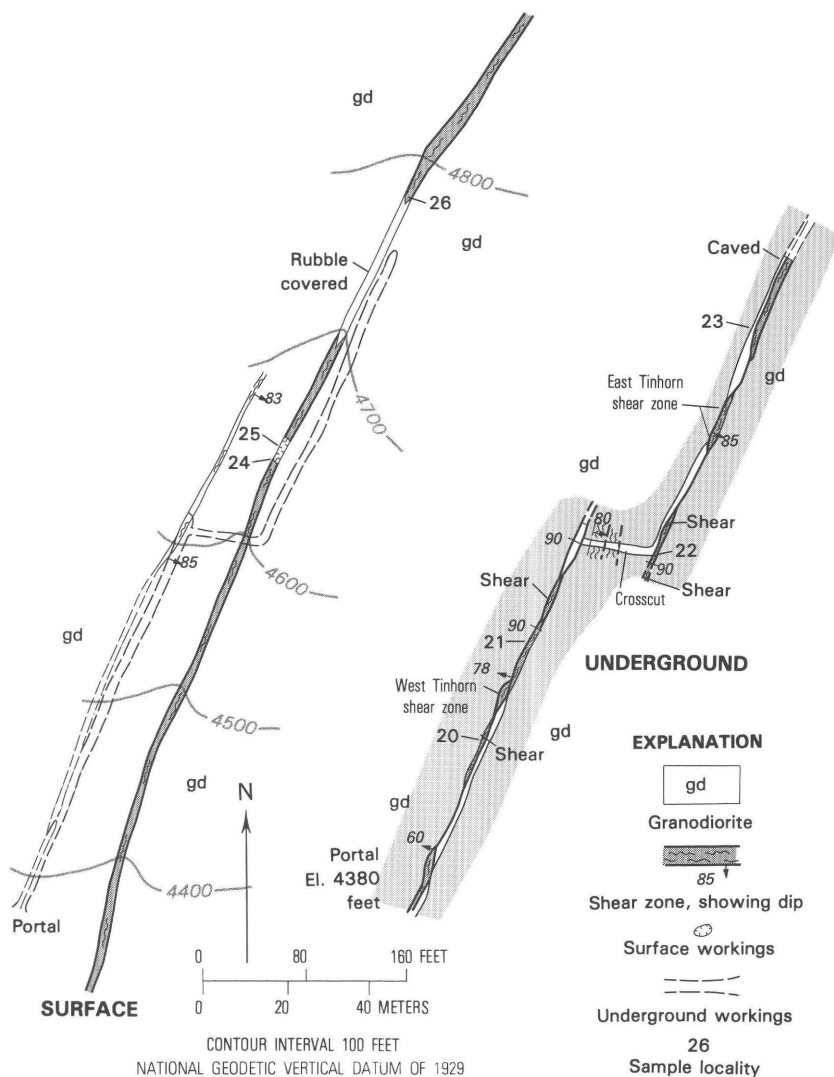 gd
4800
26
gd
Rubble
covered
83
4700
25
24
85
4600
gd
4500
gd
N
4400
Portal
SURFACE
0 80 160 FEET
0 20 40 METERS
CONTOUR INTERVAL 100 FEET
NATIONAL GEODETIC VERTICAL DATUM OF 1929
Caved
23
gd
East Tinhorn
shear zone
85
gd
80
90
Shear
22
90
Shear
Crosscut
Shear
90
21
78
West Tinhorn
shear zone
20
Shear
gd
gd
60
Portal
El. 4380
feet
UNDERGROUND
EXPLANATION
gd
Granodiorite
85
Shear zone, showing dip
Surface workings
Underground workings
26
Sample locality